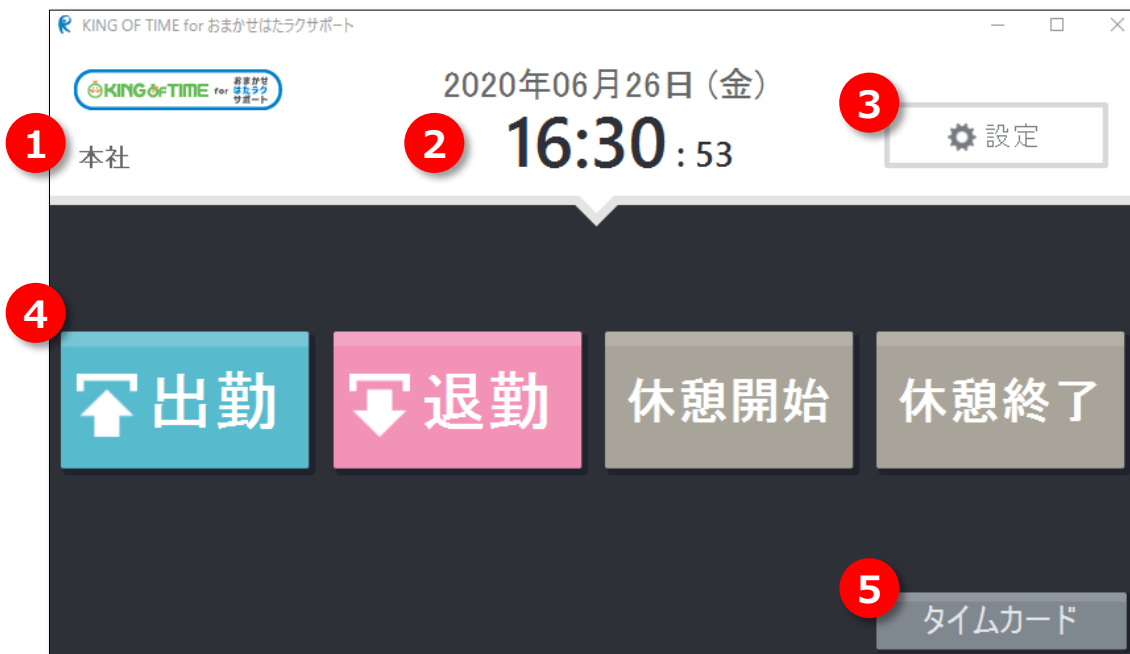 KING OF TIME for おまかせはたラクサポート
KING OF TIME for おまかせ はたラク サポート
2020年06月26日（金）
3
設定
1
本社
2
16:30 : 53
4
出勤
退勤
休憩開始
休憩終了
5
タイムカード